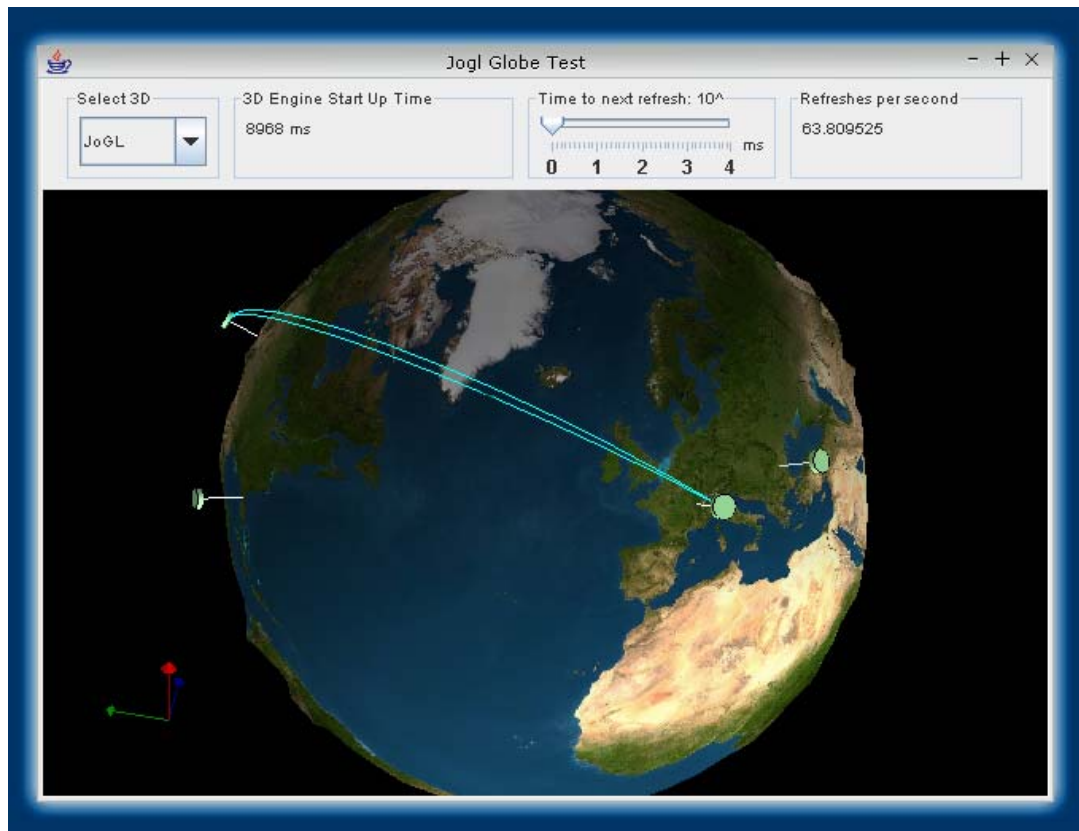 Jogl Globe Test
Select 3D
JoGL
3D Engine Start Up Time
8968 ms
Time to next refresh: 10^
ms
0 1 2 3 4
Refreshes per second
63.809525